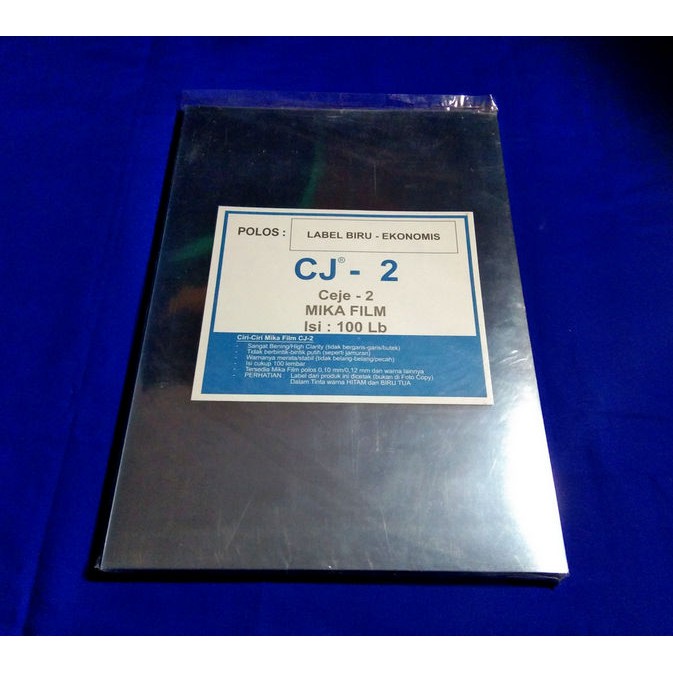 POLOS : LABEL BIRU - EKONOMIS
CJ® - 2
Ceje - 2
MIKA FILM
Isi : 100 Lb
Ciri-Ciri Mika Film CJ-2
- Sangat Bening/High Clarity (tidak bergaris-garis/butek)
- Tidak berbintik-bintik putih (seperti jamuran)
- Warnanya merata/stabil (tidak belang-belang/pecah)
- Isi cukup 100 lembar
- Tersedia Mika Film polos 0,10 mm/0,12 mm dan warna lainnya
- PERHATIAN : Label dari produk ini dicetak (bukan di Foto Copy)
Dalam Tinta warna HITAM dan BIRU TUA